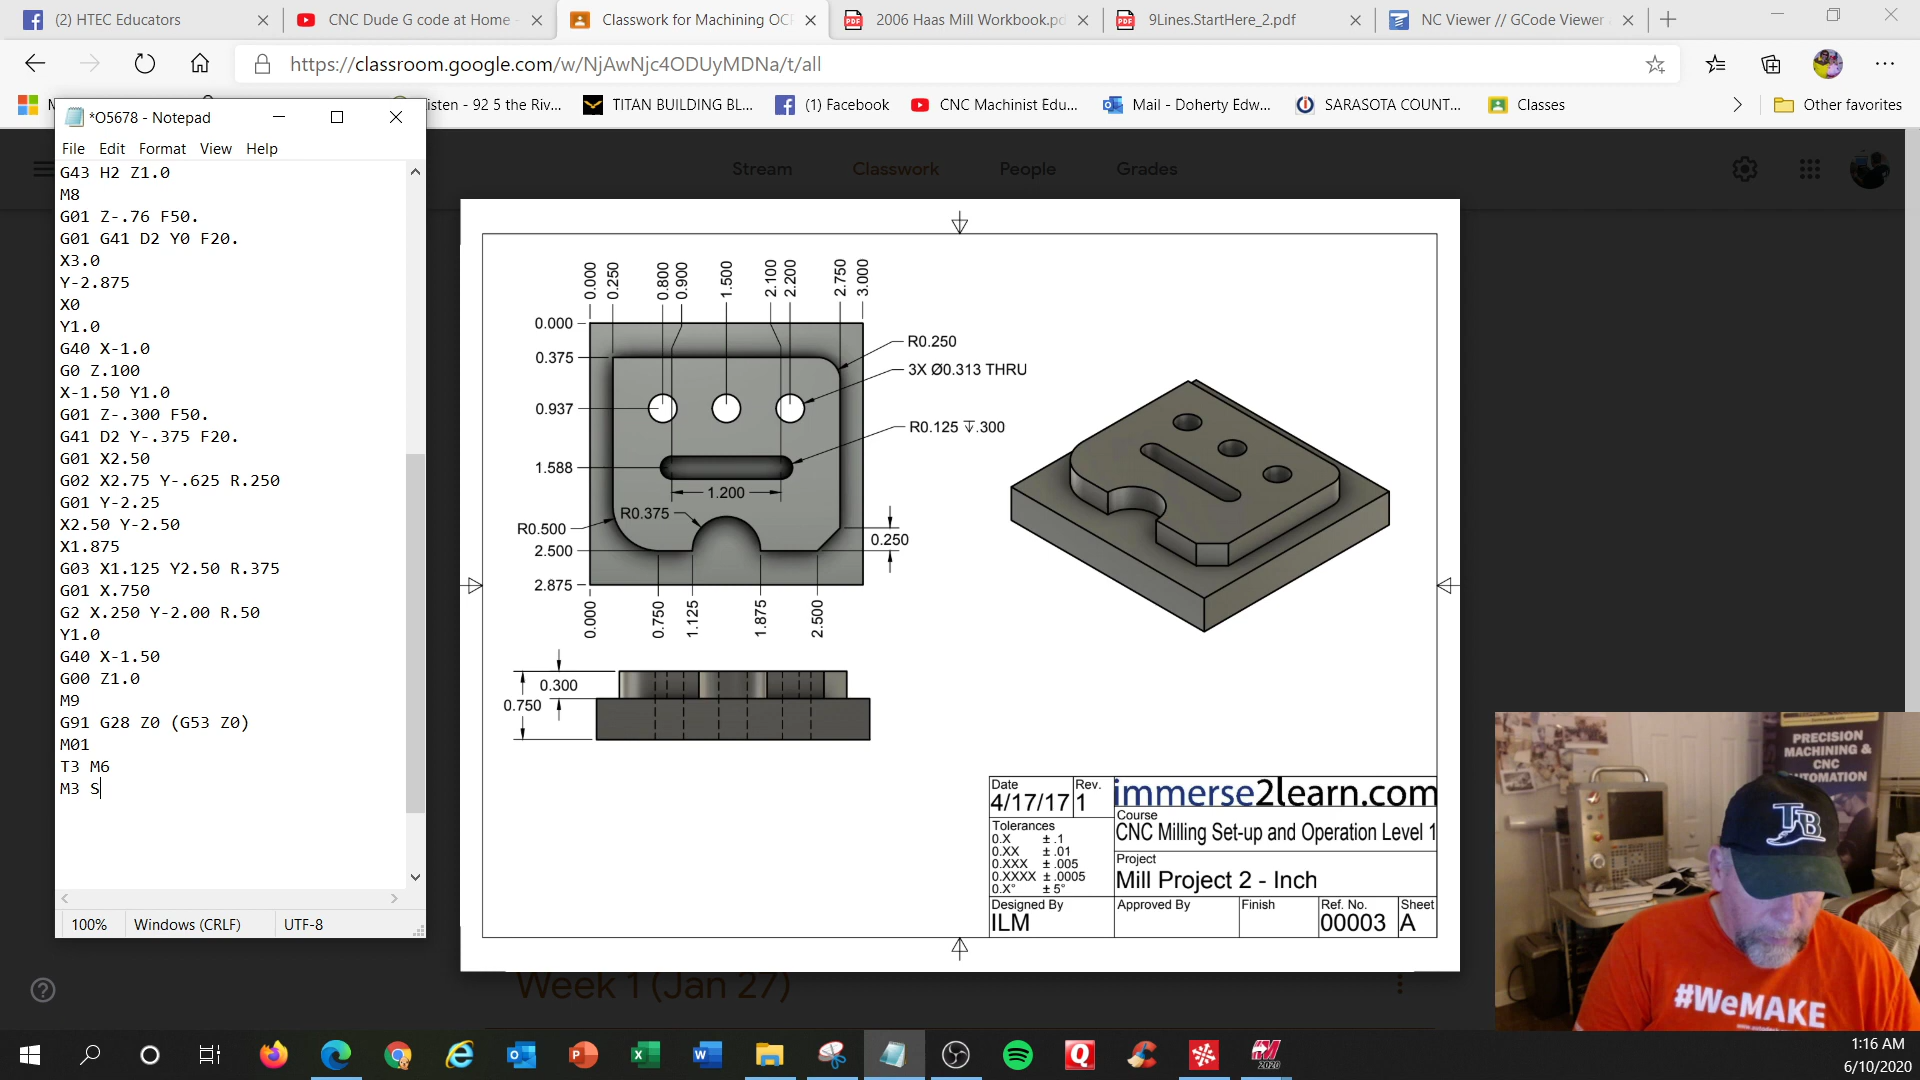 (2) HTEC Educators
CNC Dude G code at Home -
Classwork for Machining OCP
2006 Haas Mill Workbook.pd
9Lines.StartHere_2.pdf
NC Viewer // GCode Viewer
https://classroom.google.com/w/NjAwNjc4ODUyMDNa/t/all
isten - 92 5 the Riv...
TITAN BUILDING BL...
(1) Facebook
CNC Machinist Edu...
Mail - Doherty Edw...
SARASOTA COUNT...
Classes
Other favorites
*O5678 - Notepad
File Edit Format View Help
G43 H2 Z1.0
M8
G01 Z-.76 F50.
G01 G41 D2 Y0 F20.
X3.0
Y-2.875
X0
Y1.0
G40 X-1.0
G0 Z.100
X-1.50 Y1.0
G01 Z-.300 F50.
G41 D2 Y-.375 F20.
G01 X2.50
G02 X2.75 Y-.625 R.250
G01 Y-2.25
X2.50 Y-2.50
X1.875
G03 X1.125 Y2.50 R.375
G01 X.750
G2 X.250 Y-2.00 R.50
Y1.0
G40 X-1.50
G00 Z1.0
M9
G91 G28 Z0 (G53 Z0)
M01
T3 M6
M3 S
100%
Windows (CRLF)
UTF-8
Stream
Classwork
People
Grades
0.000
0.250
0.800
0.900
1.500
2.100
2.200
2.750
3.000
0.000
0.375
0.937
1.588
R0.500
2.500
2.875
R0.250
3X Ø0.313 THRU
R0.125 ↧.300
1.200
R0.375
0.250
0.000
0.750
1.125
1.875
2.500
0.300
0.750
Date
4/17/17
Rev.
1
immerse2learn.com
Course
CNC Milling Set-up and Operation Level 1
Tolerances
0.X ±.1
0.XX ±.01
0.XXX ±.005
0.XXXX ±.0005
0.X° ±5°
Project
Mill Project 2 - Inch
Designed By
ILM
Approved By
Finish
Ref. No.
00003
Sheet
A
Week 1 (Jan 27)
PRECISION
MACHINING &
CNC
AUTOMATION
TB
#WeMAKE
2020
1:16 AM
6/10/2020